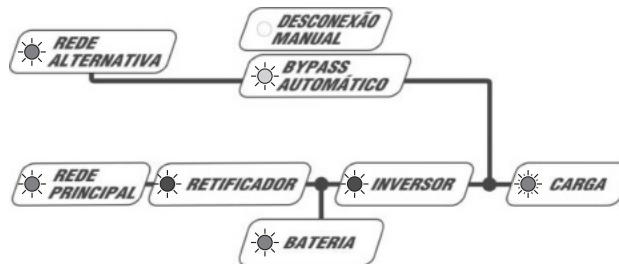 DESCONEXÃO
MANUAL
REDE
ALTERNATIVA
BYPASS
AUTOMÁTICO
REDE
PRINCIPAL
RETIFICADOR
INVERSOR
CARGA
BATERIA